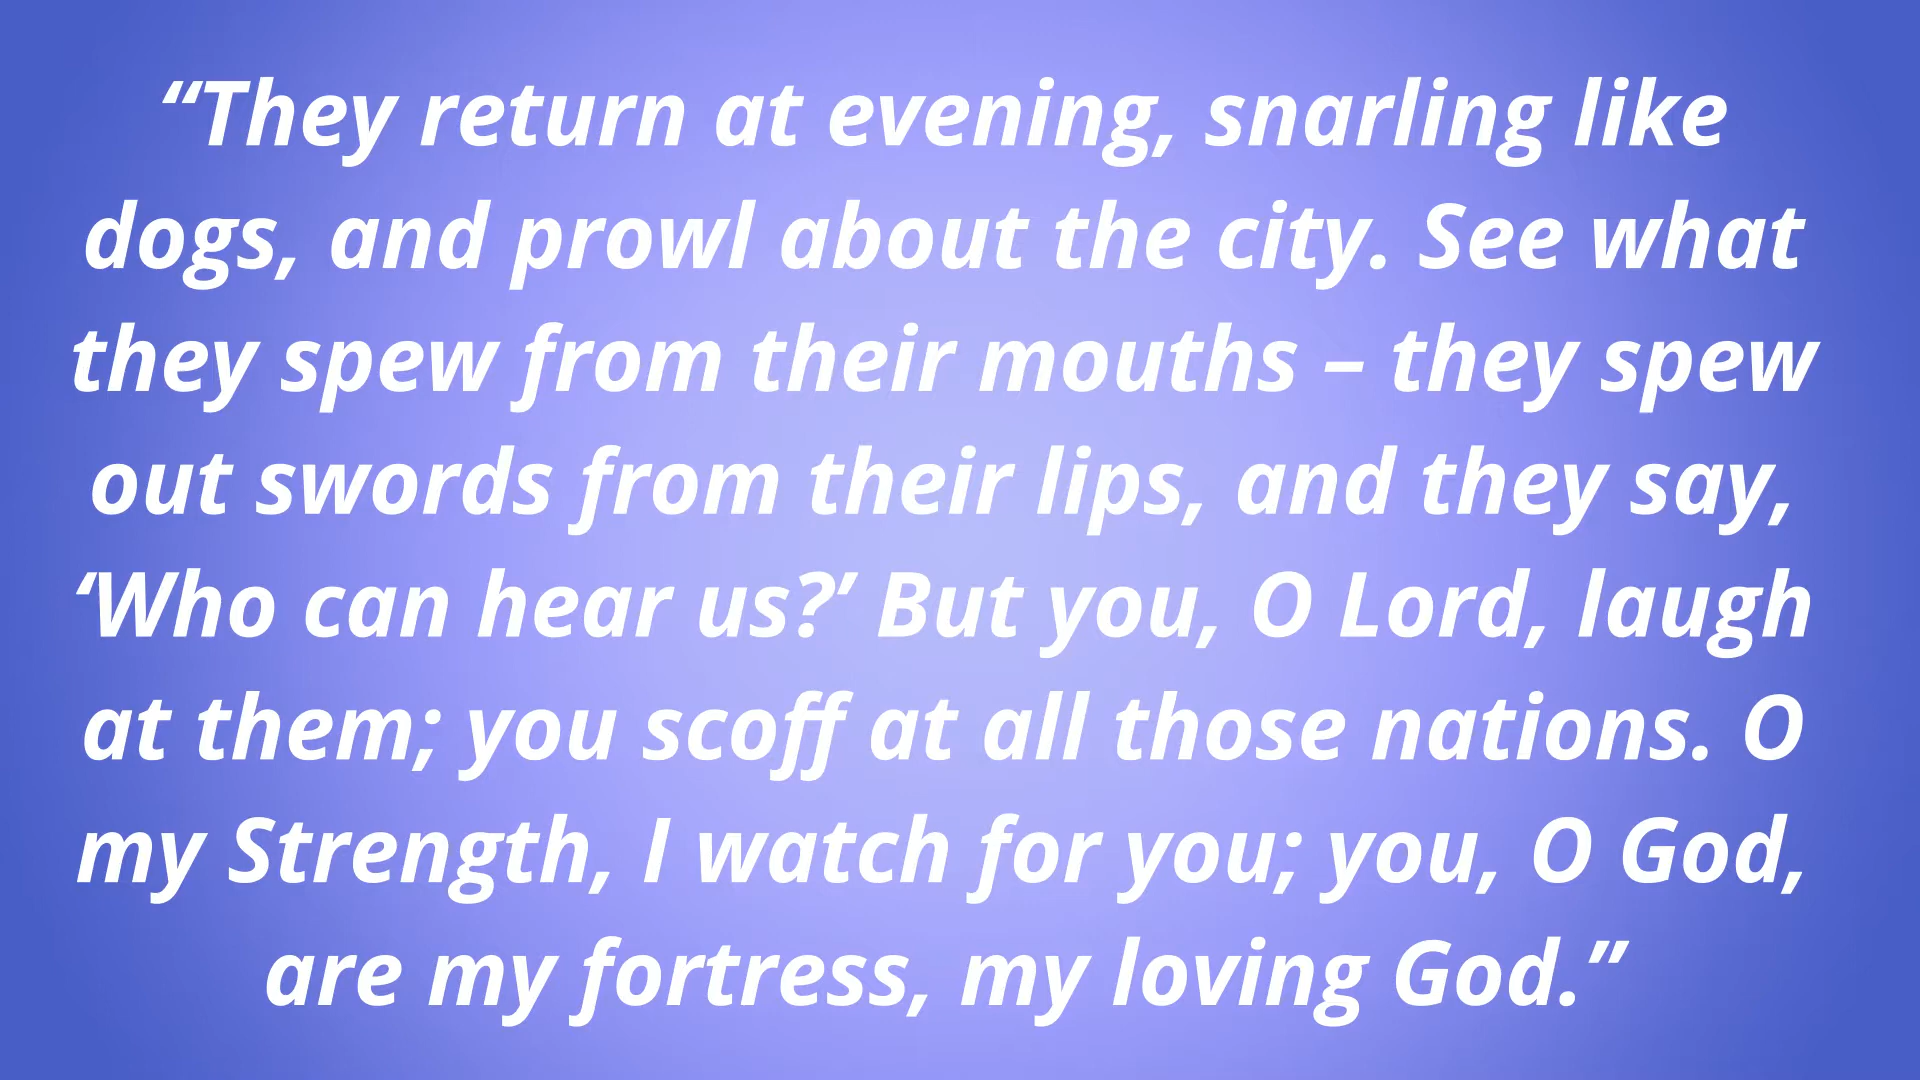 “They return at evening, snarling like
dogs, and prowl about the city. See what
they spew from their mouths – they spew
out swords from their lips, and they say,
‘Who can hear us?’ But you, O Lord, laugh
at them; you scoff at all those nations. O
my Strength, I watch for you; you, O God,
are my fortress, my loving God.”